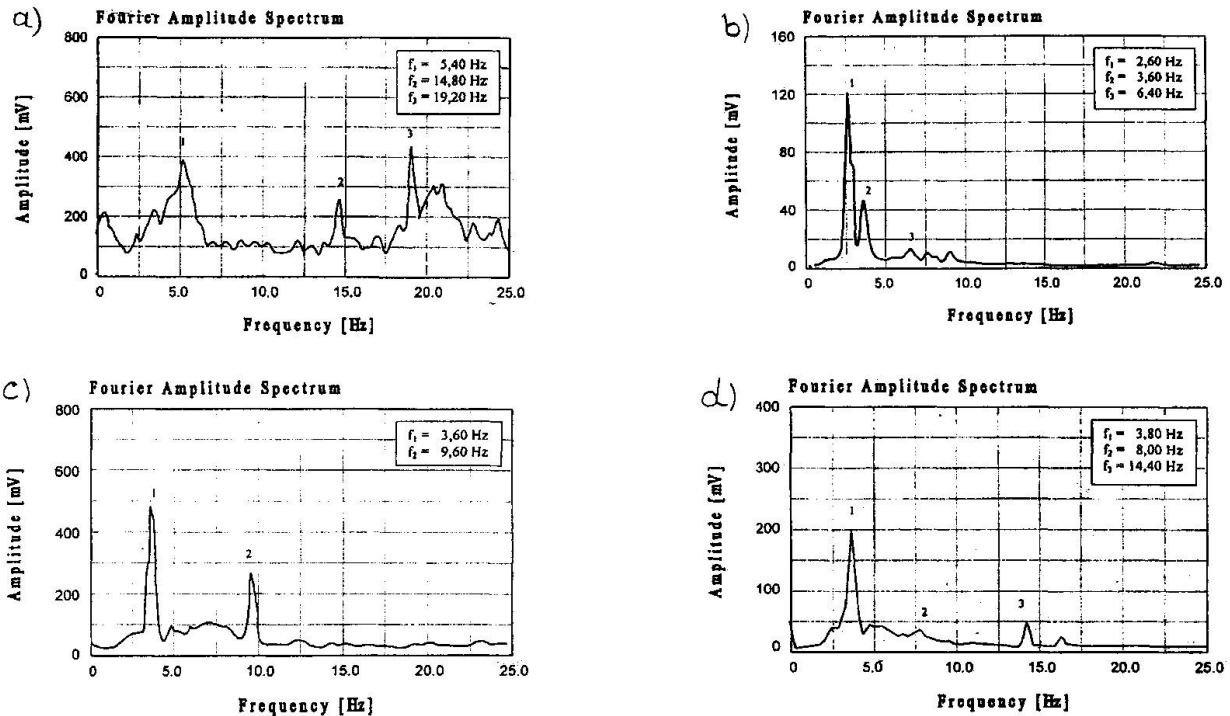 a)
Fourier Amplitude Spectrum
800
600
400
200
0
Amplitude [mV]
f₁ = 5,40 Hz
f₂ = 14,80 Hz
f₃ = 19,20 Hz
1
2
3
0 5.0 10.0 15.0 20.0 25.0
Frequency [Hz]
b)
Fourier Amplitude Spectrum
160
120
80
40
0
Amplitude [mV]
f₁ = 2,60 Hz
f₂ = 3,60 Hz
f₃ = 6,40 Hz
1
2
3
0.0 5.0 10.0 15.0 20.0 25.0
Frequency [Hz]
c)
Fourier Amplitude Spectrum
800
600
400
200
0
Amplitude [mV]
f₁ = 3,60 Hz
f₂ = 9,60 Hz
1
2
0.0 5.0 10.0 15.0 20.0 25.0
Frequency [Hz]
d)
Fourier Amplitude Spectrum
400
300
200
100
0
Amplitude [mV]
f₁ = 3,80 Hz
f₂ = 8,00 Hz
f₃ = 14,40 Hz
1
2
3
0.0 5.0 10.0 15.0 20.0 25.0
Frequency [Hz]